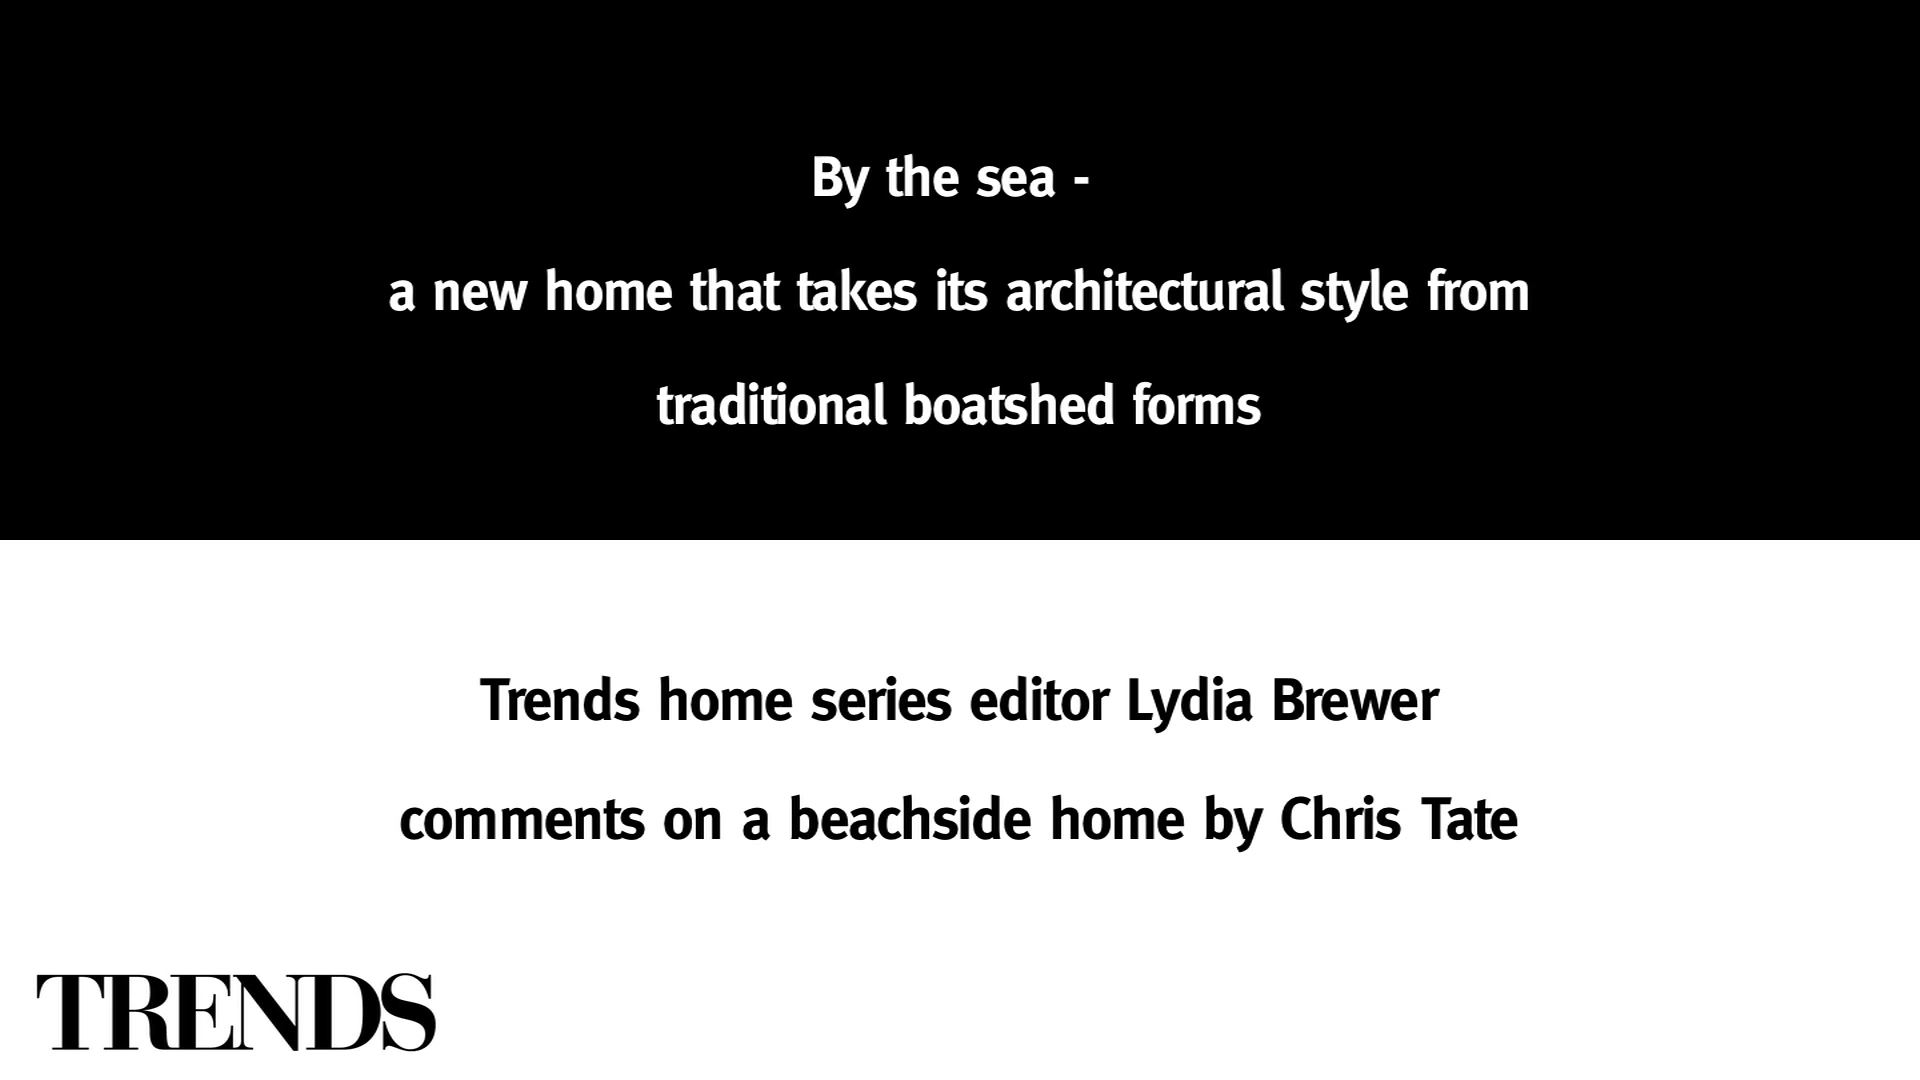 By the sea -
a new home that takes its architectural style from
traditional boatshed forms
Trends home series editor Lydia Brewer
comments on a beachside home by Chris Tate
TRENDS